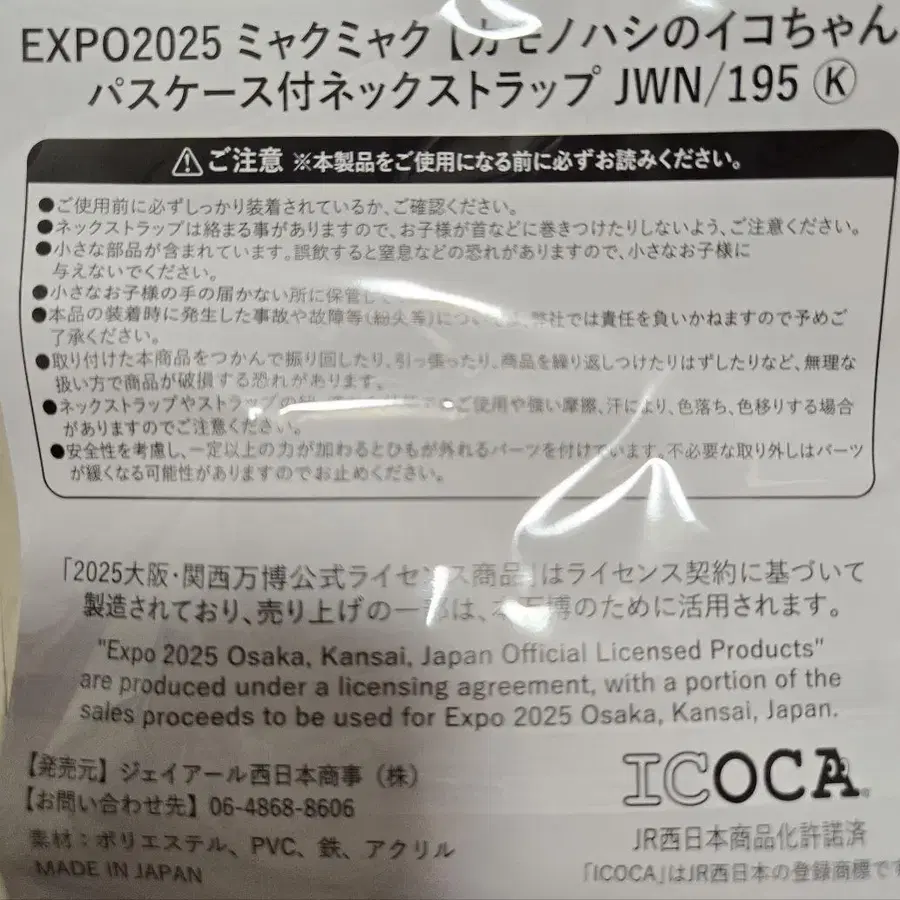 EXPO2025 ミャクミャク【カモノハシのイコちゃん
パスケース付ネックストラップ JWN/195 Ⓚ
⚠ご注意 ※本製品をご使用になる前に必ずお読みください。
●ご使用前に必ずしっかり装着されているか、ご確認ください。
●ネックストラップは絡まる事がありますので、お子様が首などに巻きつけたりしないよう、ご注意ください。
●小さな部品が含まれています。誤飲すると窒息などの恐れがありますので、小さなお子様に
与えないでください。
●小さなお子様の手の届かない所に保管し
●本品の装着時に発生した事故や故障等(紛失等)につ 弊社では責任を負いかねますので予めご
了承ください。
●取り付けた本商品をつかんで振り回したり、引っ張ったり、商品を繰り返しつけたりはずしたりなど、無理な
扱い方で商品が破損する恐れがあります。
●ネックストラップやストラップの ご使用や強い摩擦、汗により、色落ち、色移りする場合
がありますのでご注意ください。
●安全性を考慮し、一定以上の力が加わるとひもが外れるパーツを付けています。不必要な取り外しはパーツ
が緩くなる可能性がありますのでお止めください。
「2025大阪・関西万博公式ライセンス商品」はライセンス契約に基づいて
製造されており、売り上げの一部は、本万博のために活用されます。
"Expo 2025 Osaka, Kansai, Japan Official Licensed Products"
are produced under a licensing agreement, with a portion of the
sales proceeds to be used for Expo 2025 Osaka, Kansai, Japan.
【発売元】ジェイアール西日本商事(株)
【お問い合わせ先】06-4868-8606
素材:ポリエステル、PVC、鉄、アクリル
MADE IN JAPAN
ICOCA®
JR西日本商品化許諾済
「ICOCA」はJR西日本の登録商標です